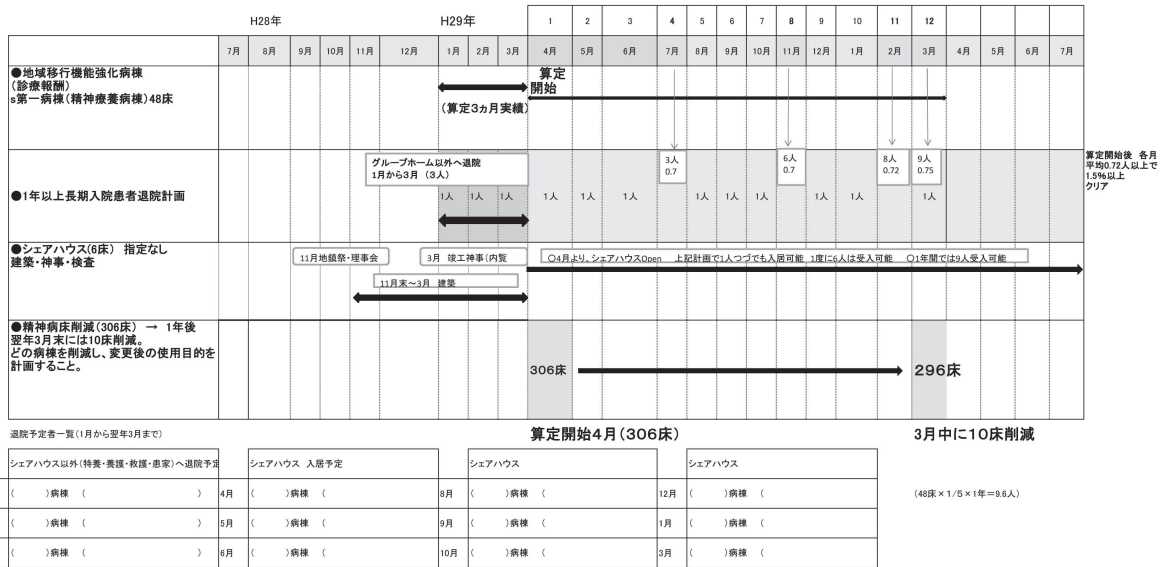 H28年 H29年 1 2 3 4 5 6 7 8 9 10 11 12
7月 8月 9月 10月 11月 12月 1月 2月 3月 4月 5月 6月 7月 8月 9月 10月 11月 12月 1月 2月 3月 4月 5月 6月 7月
●地域移行機能強化病棟
(診療報酬)
s第一病棟(精神療養病棟)48床
(算定3ヵ月実績)
算定
開始
グループホーム以外へ退院
1月から3月 (3人)
3人
0.7
6人
0.7
8人
0.72
9人
0.75
算定開始後 各月
平均0.72人以上で
1.5%以上
クリア
●1年以上長期入院患者退院計画
1人 1人 1人 1人 1人 1人 1人 1人 1人 1人 1人 1人
●シェアハウス(6床) 指定なし
建築・神事・検査
11月地鎮祭・理事会
3月 竣工神事(内覧
〇4月より、シェアハウスOpen 上記計画で1人つづでも入居可能 1度に6人は受入可能 〇1年間では9人受入可能
11月末~3月 建築
●精神病床削減(306床) → 1年後
翌年3月末には10床削減。
どの病棟を削減し、変更後の使用目的を
計画すること。
306床
296床
退院予定者一覧(1月から翌年3月まで)
算定開始4月(306床)
3月中に10床削減
シェアハウス以外(特養・養護・救護・患家)へ退院予定 シェアハウス 入居予定 シェアハウス シェアハウス
( )病棟 ( ) 4月 ( )病棟 ( 8月 ( )病棟 ( 12月 ( )病棟 (
(48床×1/5×1年=9.6人)
( )病棟 ( ) 5月 ( )病棟 ( 9月 ( )病棟 ( 1月 ( )病棟 (
( )病棟 ( ) 6月 ( )病棟 ( 10月 ( )病棟 ( 3月 ( )病棟 (